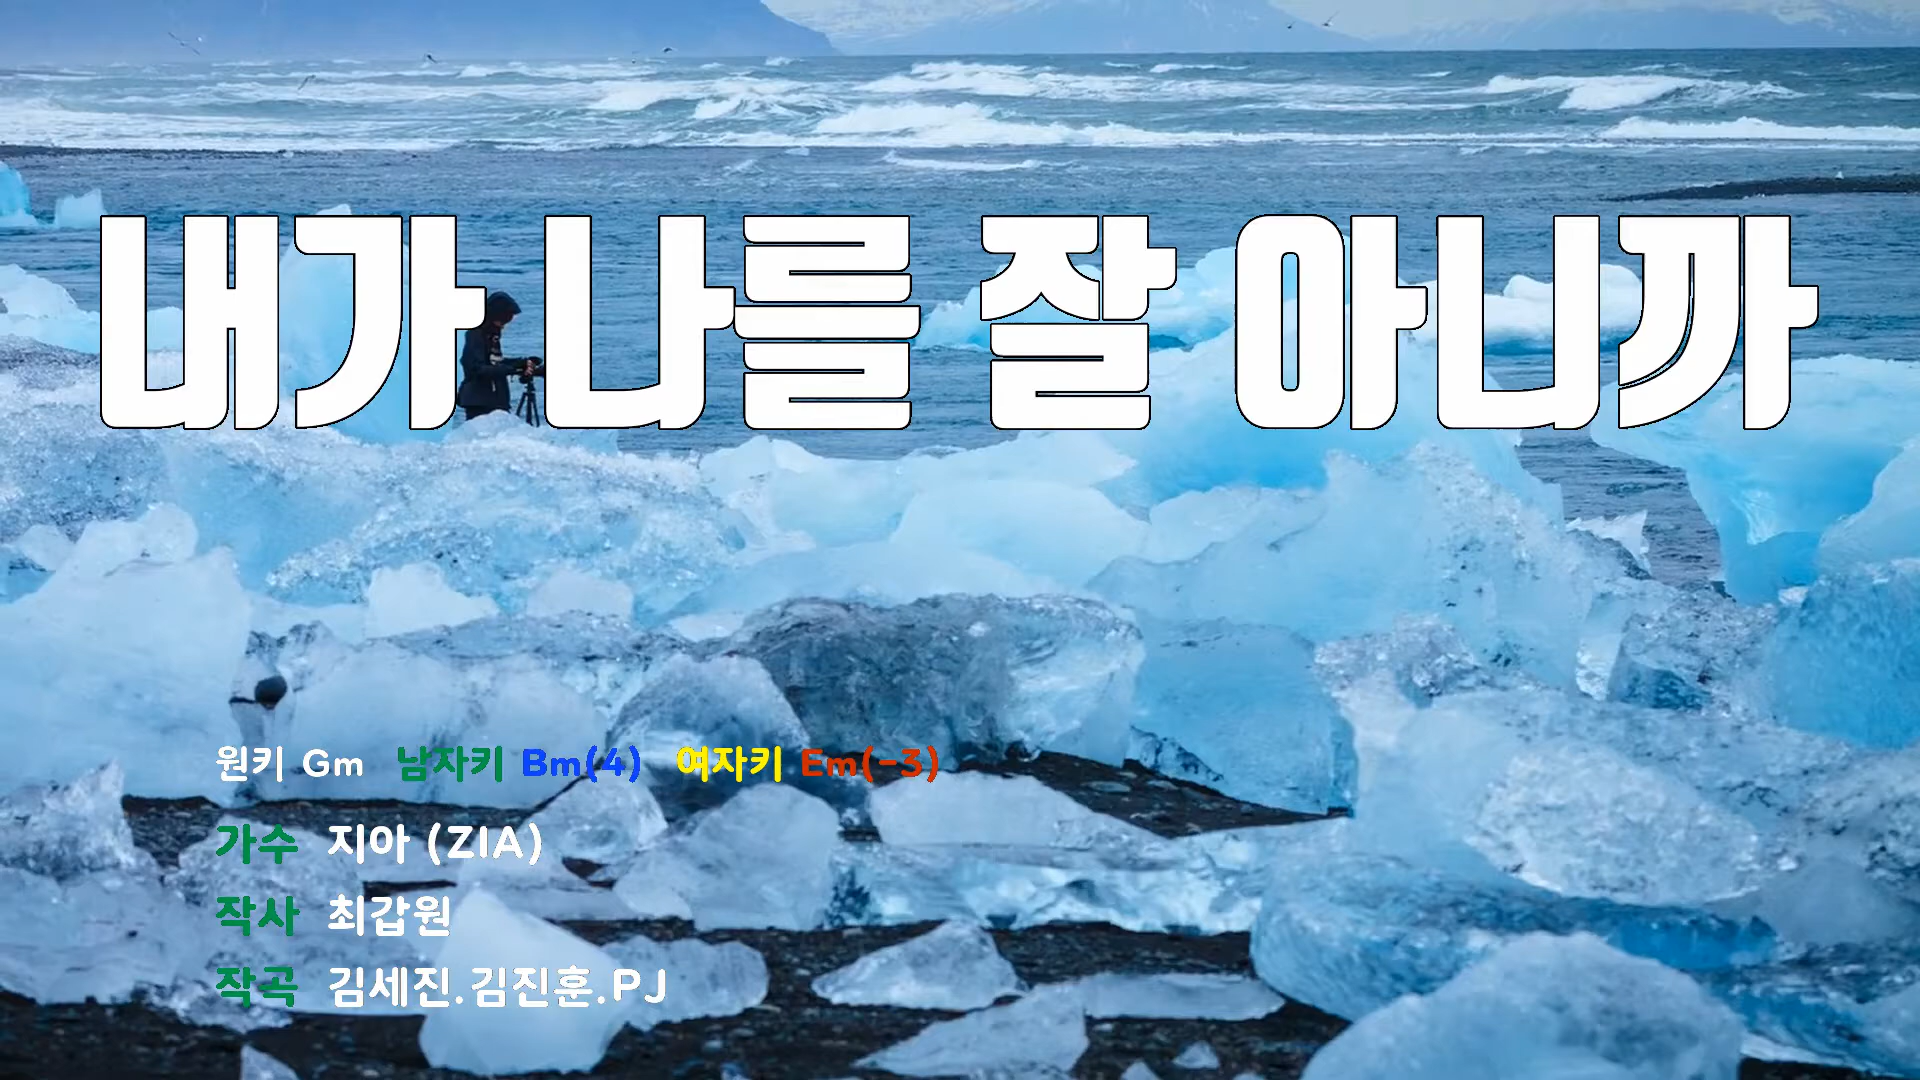 내가 나를 잘 아니까
원키 Gm 남자키 Bm(4) 여자키 Em(-3)
가수 지아 (ZIA)
작사 최갑원
작곡 김세진.김진훈.PJ